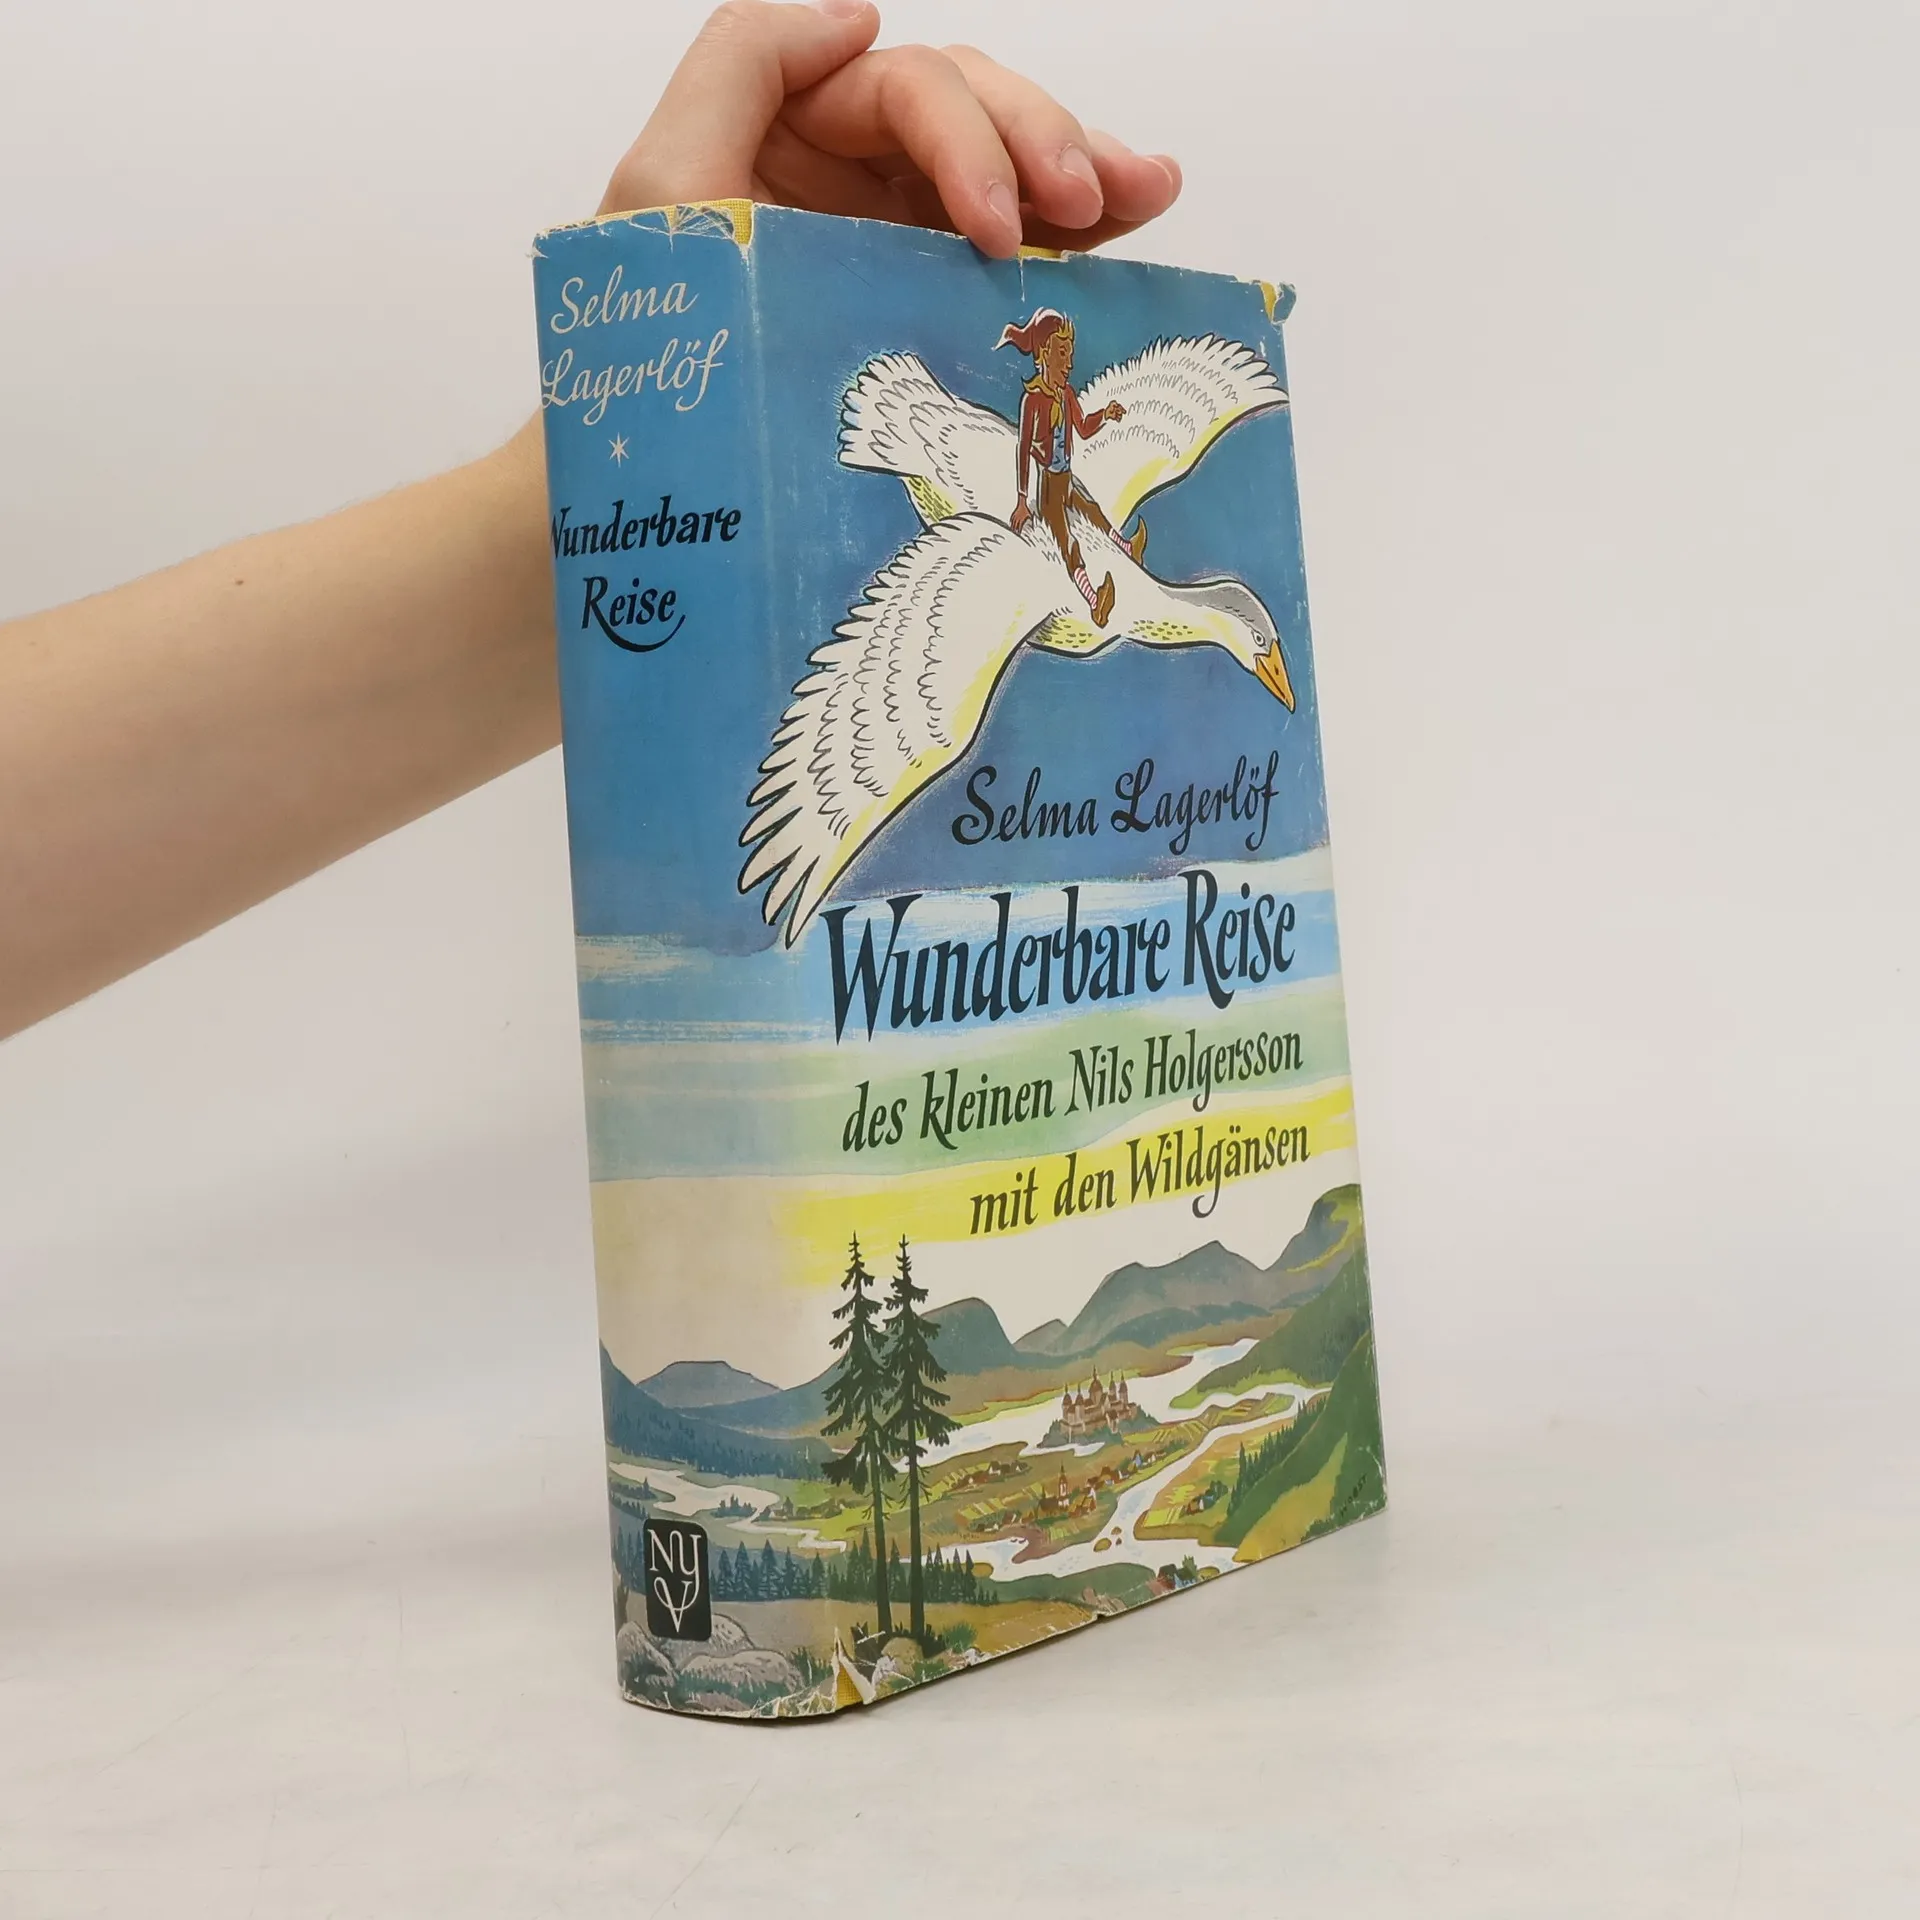 Selma
Lagerlöf
Wunderbare
Reise
NYV
Selma Lagerlöf
Wunderbare Reise
des kleinen Nils Holgersson
mit den Wildgänsen